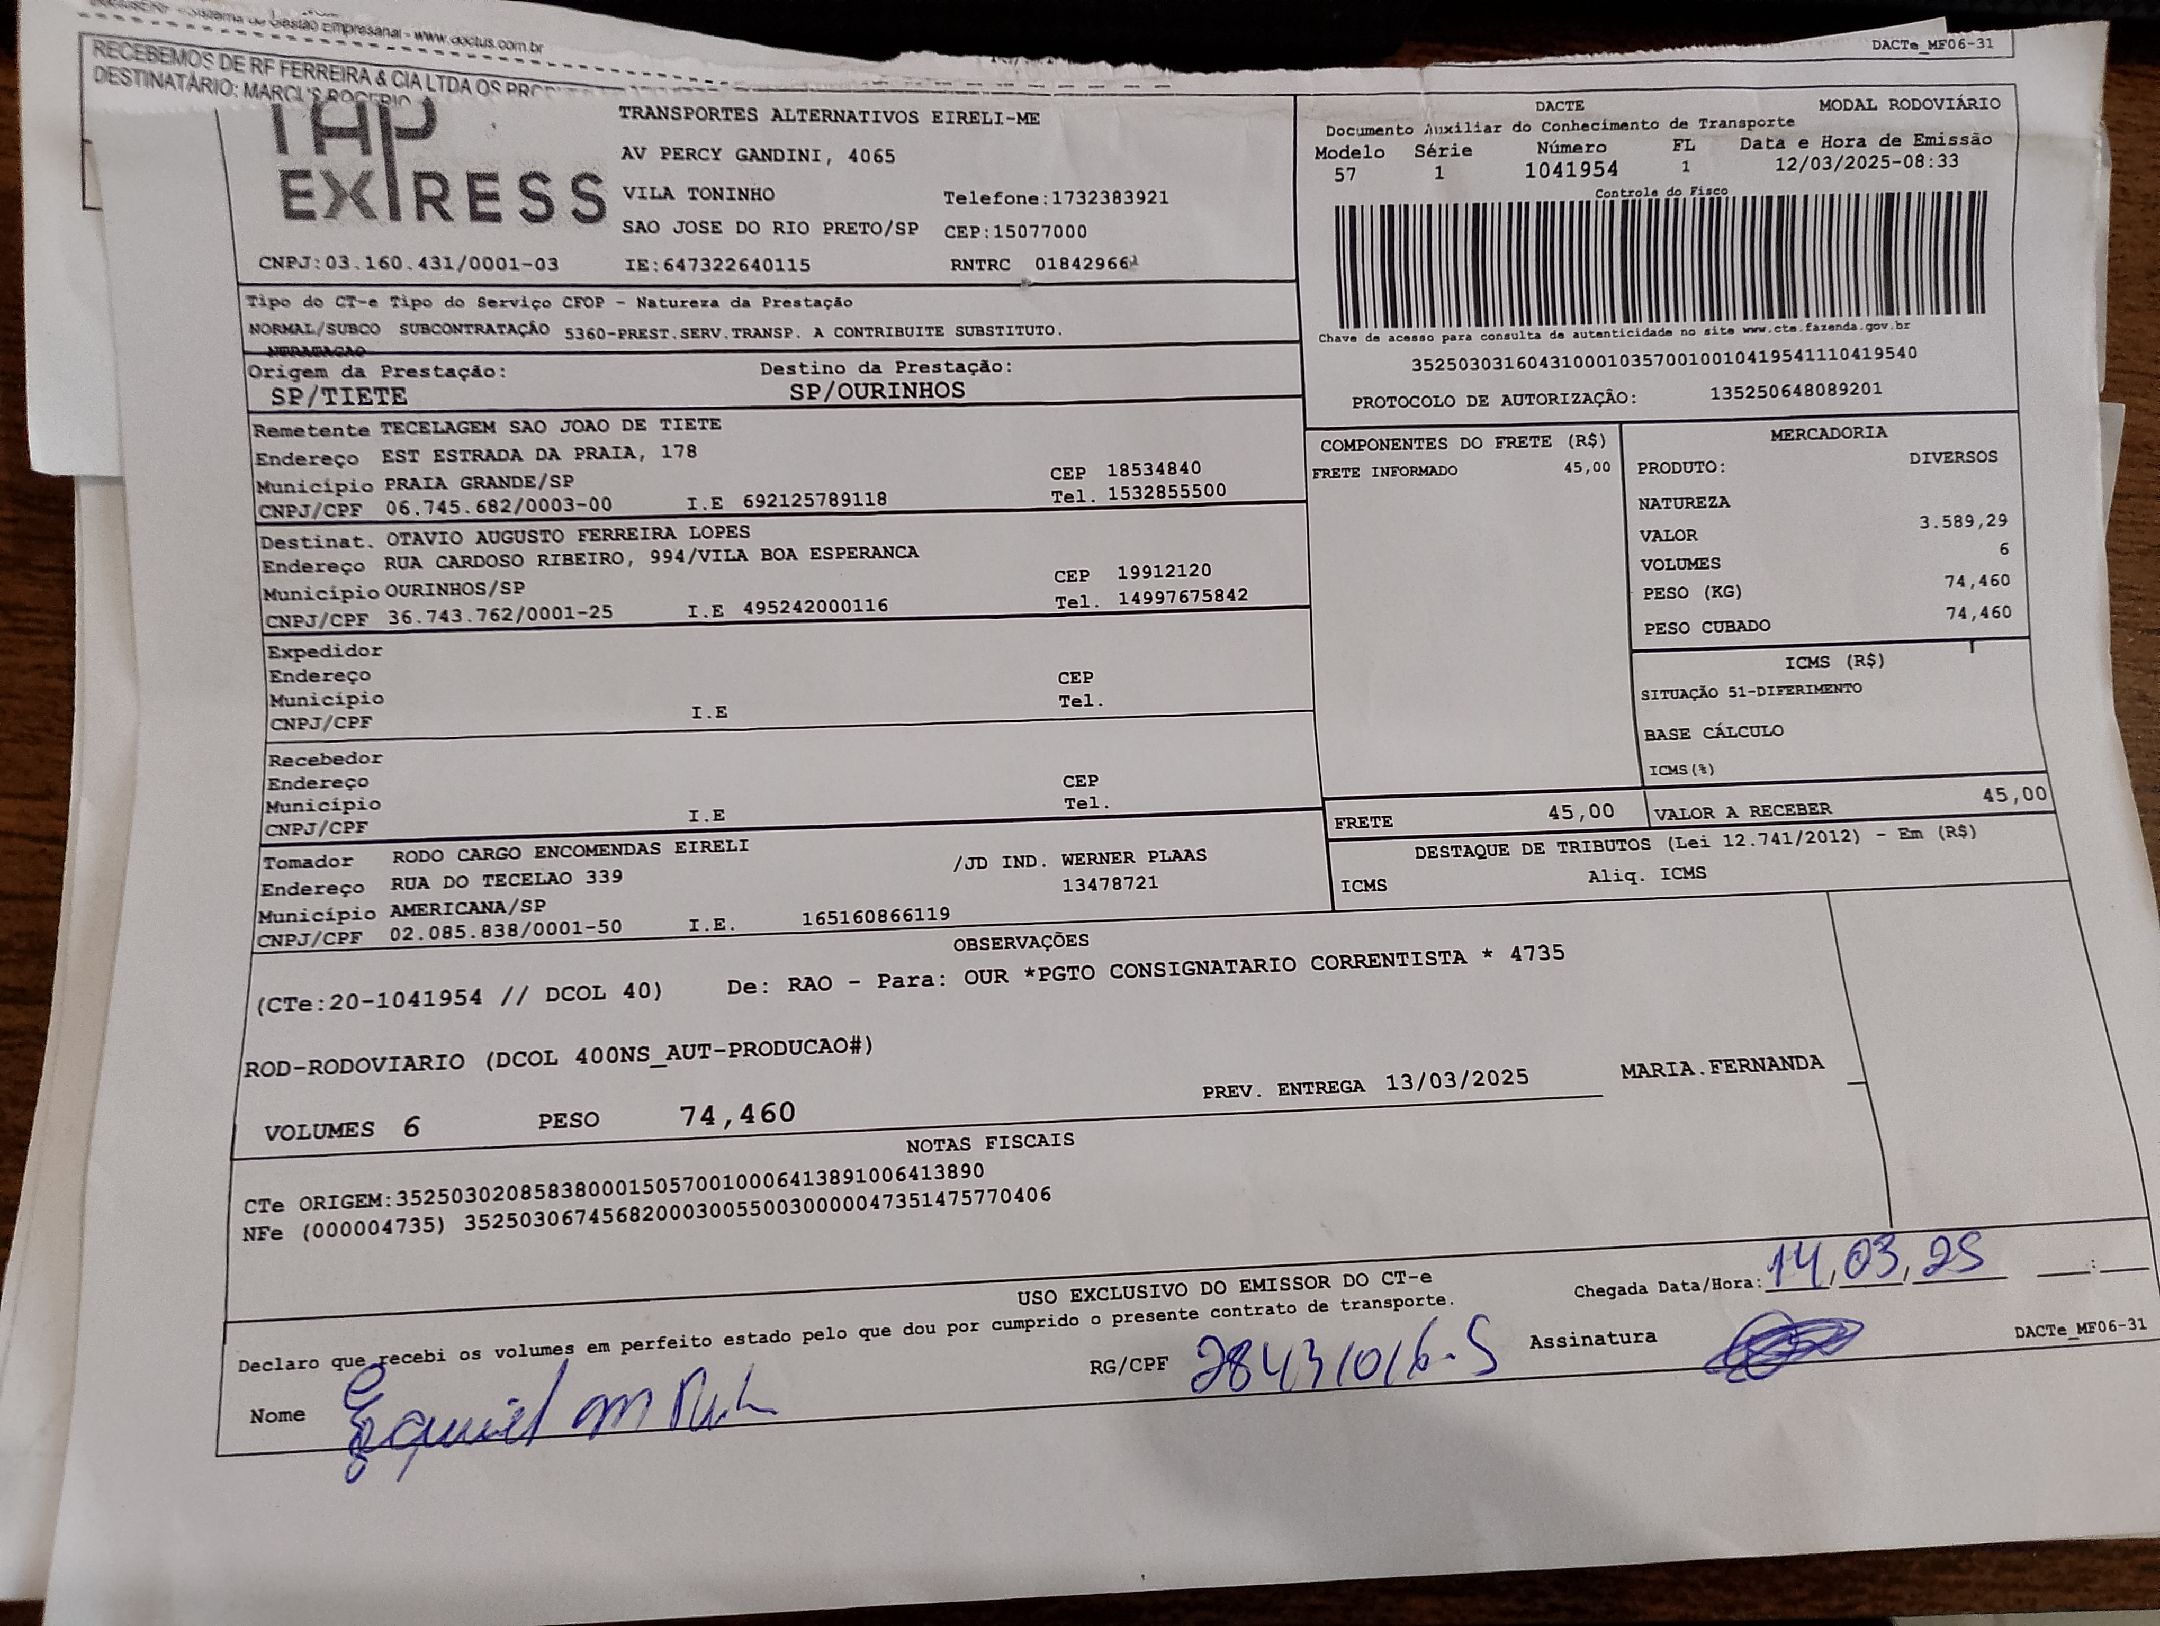 Gestão Empresarial - www.doctus.com.br
RECEBEMOS DE RF FERREIRA & CIA LTDA OS
DESTINATÁRIO:
DACTe_MF06-31
TAP EXPRESS
TRANSPORTES ALTERNATIVOS EIRELI-ME
AV PERCY GANDINI, 4065
VILA TONINHO Telefone:1732383921
SAO JOSE DO RIO PRETO/SP CEP:15077000
CNPJ:03.160.431/0001-03 IE:647322640115 RNTRC 01842966
DACTE MODAL RODOVIÁRIO
Documento Auxiliar do Conhecimento de Transporte
Modelo Série Número FL Data e Hora de Emissão
57 1 1041954 1 12/03/2025-08:33
Controle do Fisco
Chave de acesso para consulta de autenticidade no site www.cte.fazenda.gov.br
35250303160431000103570010010419541110419540
PROTOCOLO DE AUTORIZAÇÃO: 135250648089201
Tipo do CT-e Tipo do Serviço CFOP - Natureza da Prestação
NORMAL/SUBCO SUBCONTRATAÇÃO 5360-PREST.SERV.TRANSP. A CONTRIBUITE SUBSTITUTO.
NTRATACAO
Origem da Prestação: Destino da Prestação:
SP/TIETE SP/OURINHOS
Remetente TECELAGEM SAO JOAO DE TIETE
Endereço EST ESTRADA DA PRAIA, 178
Município PRAIA GRANDE/SP CEP 18534840
CNPJ/CPF 06.745.682/0003-00 I.E 692125789118 Tel. 1532855500
Destinat. OTAVIO AUGUSTO FERREIRA LOPES
Endereço RUA CARDOSO RIBEIRO, 994/VILA BOA ESPERANCA
Município OURINHOS/SP CEP 19912120
CNPJ/CPF 36.743.762/0001-25 I.E 495242000116 Tel. 14997675842
Expedidor
Endereço CEP
Município Tel.
CNPJ/CPF I.E
Recebedor
Endereço CEP
Município Tel.
CNPJ/CPF I.E
Tomador RODO CARGO ENCOMENDAS EIRELI
Endereço RUA DO TECELAO 339 /JD IND. WERNER PLAAS
Município AMERICANA/SP 13478721
CNPJ/CPF 02.085.838/0001-50 I.E. 165160866119
COMPONENTES DO FRETE (R$)
FRETE INFORMADO 45,00
MERCADORIA
PRODUTO: DIVERSOS
NATUREZA
VALOR 3.589,29
VOLUMES 6
PESO (KG) 74,460
PESO CUBADO 74,460
ICMS (R$)
SITUAÇÃO 51-DIFERIMENTO
BASE CÁLCULO
ICMS(%)
FRETE 45,00 VALOR A RECEBER 45,00
DESTAQUE DE TRIBUTOS (Lei 12.741/2012) - Em (R$)
ICMS Aliq. ICMS
OBSERVAÇÕES
(CTe:20-1041954 // DCOL 40) De: RAO - Para: OUR *PGTO CONSIGNATARIO CORRENTISTA * 4735
ROD-RODOVIARIO (DCOL 400NS_AUT-PRODUCAO#)
PREV. ENTREGA 13/03/2025 MARIA.FERNANDA
VOLUMES 6 PESO 74,460
NOTAS FISCAIS
CTe ORIGEM:35250302085838000150570010006413891006413890
NFe (000004735) 35250306745682000300550030000047351475770406
USO EXCLUSIVO DO EMISSOR DO CT-e
Declaro que recebi os volumes em perfeito estado pelo que dou por cumprido o presente contrato de transporte.
Chegada Data/Hora: 14/03/25 __:__
Nome Ezequiel RG/CPF 28431016-5 Assinatura
DACTe_MF06-31